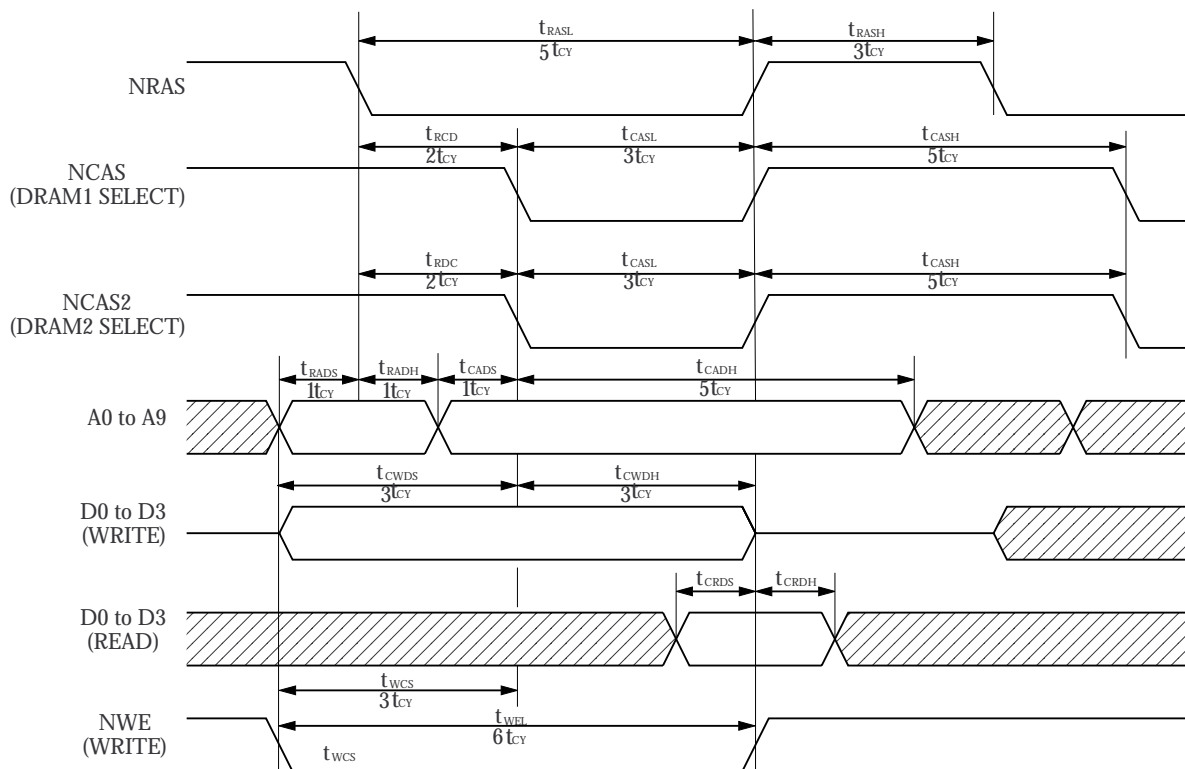 tRASL tRASH
5tCY 3tCY
NRAS
tRCD tCASL tCASH
2tCY 3tCY 5tCY
NCAS
(DRAM1 SELECT)
tRDC tCASL tCASH
2tCY 3tCY 5tCY
NCAS2
(DRAM2 SELECT)
tRADS tRADH tCADS tCADH
1tCY 1tCY 1tCY 5tCY
A0 to A9
tCWDS tCWDH
3tCY 3tCY
D0 to D3
(WRITE)
tCRDS tCRDH
D0 to D3
(READ)
tWCS
3tCY
NWE
(WRITE)
tWEL
6tCY
tWCS